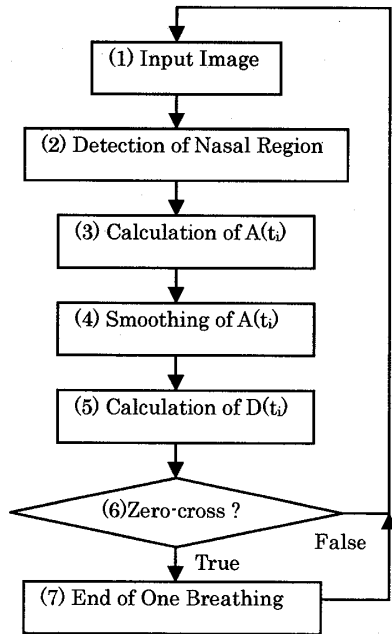 (1) Input Image
(2) Detection of Nasal Region
(3) Calculation of A(tᵢ)
(4) Smoothing of A(tᵢ)
(5) Calculation of D(tᵢ)
(6)Zero-cross ?
False
True
(7) End of One Breathing